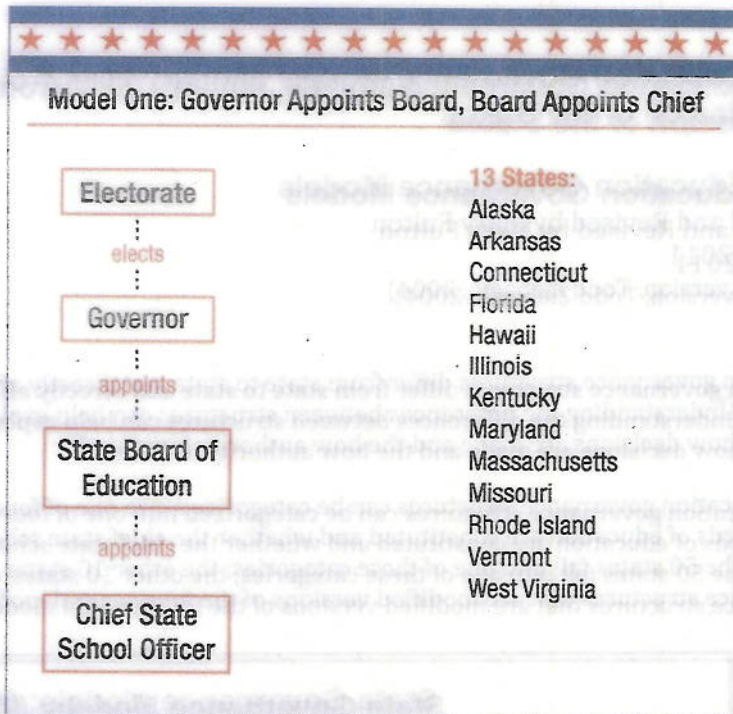 Model One: Governor Appoints Board, Board Appoints Chief
Electorate
elects
Governor
appoints
State Board of
Education
appoints
Chief State
School Officer
13 States:
Alaska
Arkansas
Connecticut
Florida
Hawaii
Illinois
Kentucky
Maryland
Massachusetts
Missouri
Rhode Island
Vermont
West Virginia